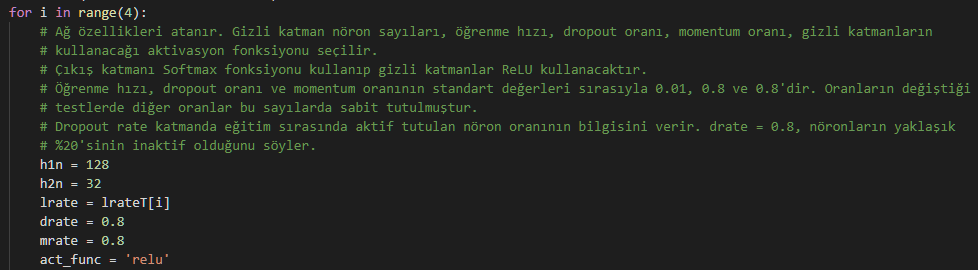 for i in range(4):
# Ağ özellikleri atanır. Gizli katman nöron sayıları, öğrenme hızı, dropout oranı, momentum oranı, gizli katmanların
# kullanacağı aktivasyon fonksiyonu seçilir.
# Çıkış katmanı Softmax fonksiyonu kullanıp gizli katmanlar ReLU kullanacaktır.
# Öğrenme hızı, dropout oranı ve momentum oranının standart değerleri sırasıyla 0.01, 0.8 ve 0.8'dir. Oranların değiştiği
# testlerde diğer oranlar bu sayılarda sabit tutulmuştur.
# Dropout rate katmanda eğitim sırasında aktif tutulan nöron oranının bilgisini verir. drate = 0.8, nöronların yaklaşık
# %20'sinin inaktif olduğunu söyler.
h1n = 128
h2n = 32
lrate = lrateT[i]
drate = 0.8
mrate = 0.8
act_func = 'relu'